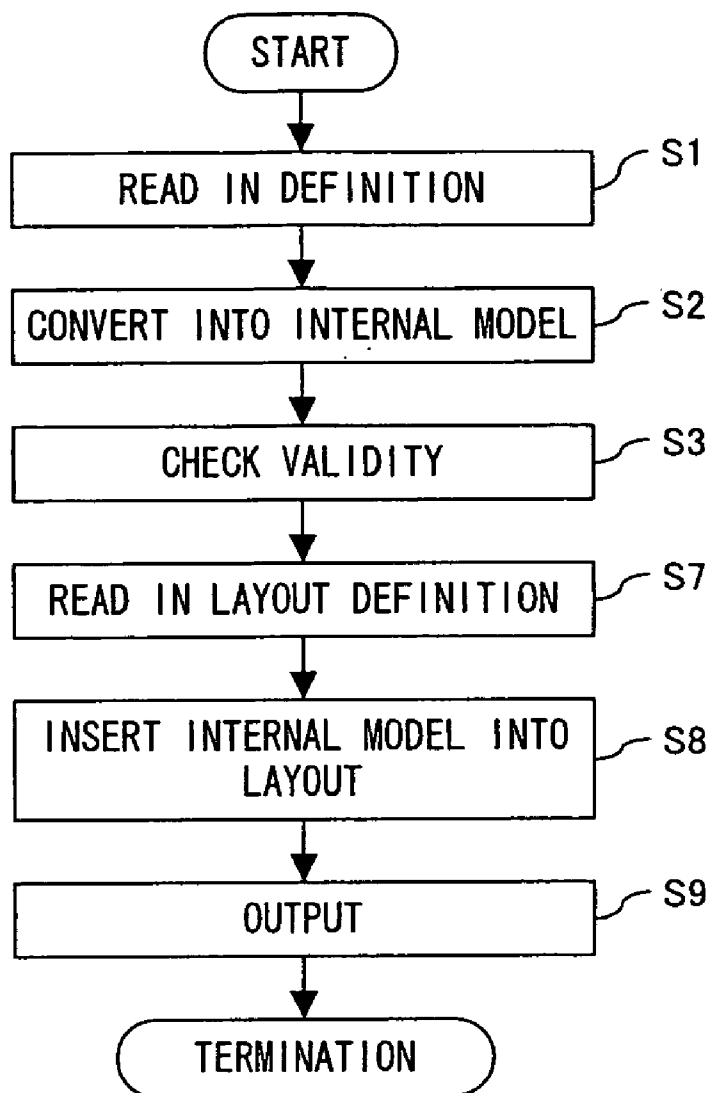 START
READ IN DEFINITION
S1
CONVERT INTO INTERNAL MODEL
S2
CHECK VALIDITY
S3
READ IN LAYOUT DEFINITION
S7
INSERT INTERNAL MODEL INTO
LAYOUT
S8
OUTPUT
S9
TERMINATION